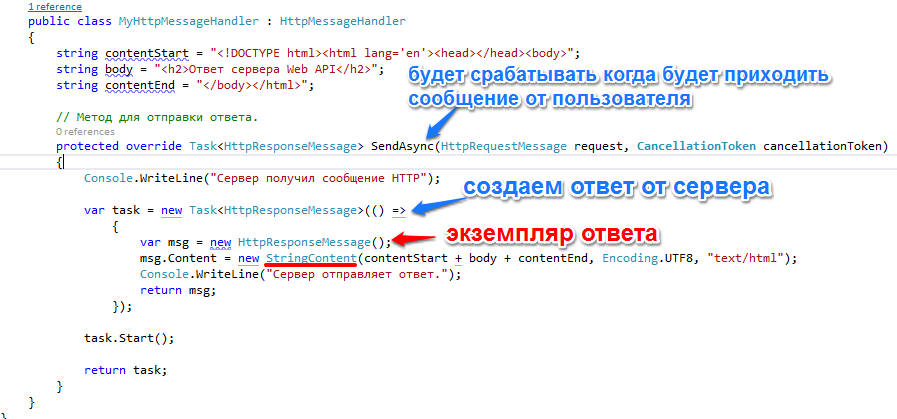 1 reference
public class MyHttpMessageHandler : HttpMessageHandler
{
string contentStart = "<!DOCTYPE html><html lang='en'><head></head><body>";
string body = "<h2>Ответ сервера Web API</h2>";
string contentEnd = "</body></html>";
будет срабатывать когда будет приходить
сообщение от пользователя
// Метод для отправки ответа.
0 references
protected override Task<HttpResponseMessage> SendAsync(HttpRequestMessage request, CancellationToken cancellationToken)
{
Console.WriteLine("Сервер получил сообщение HTTP");
создаем ответ от сервера
var task = new Task<HttpResponseMessage>(() =>
{
var msg = new HttpResponseMessage();
экземпляр ответа
msg.Content = new StringContent(contentStart + body + contentEnd, Encoding.UTF8, "text/html");
Console.WriteLine("Сервер отправляет ответ.");
return msg;
});
task.Start();
return task;
}
}
}